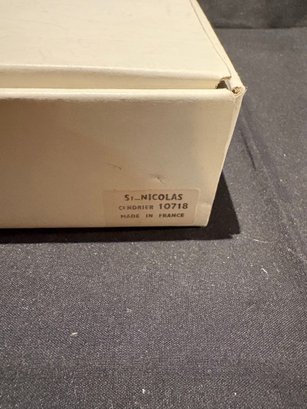 St-NICOLAS
CENDRIER 10718
MADE IN FRANCE